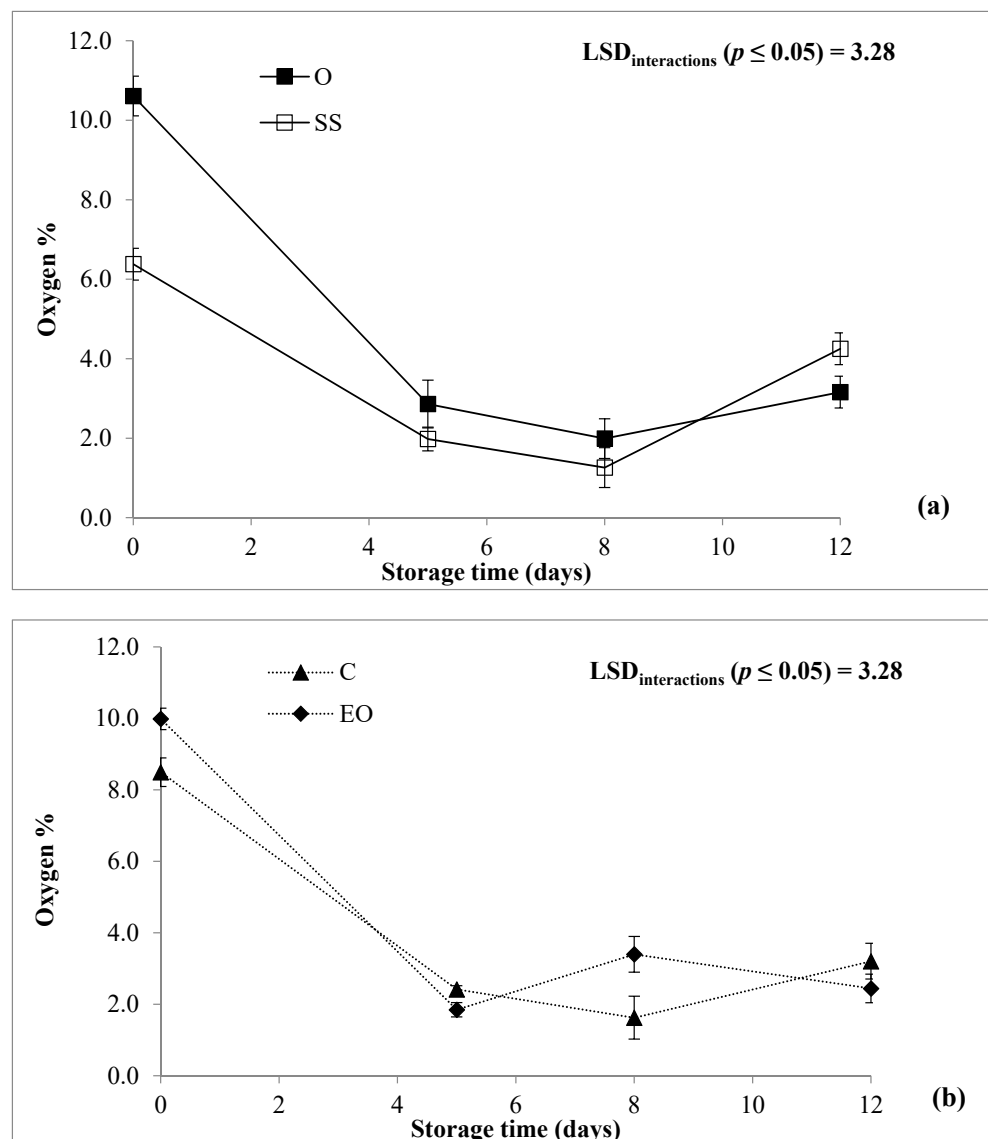 12.0
LSDinteractions (p ≤ 0.05) = 3.28
O
10.0
SS
8.0
Oxygen %
6.0
4.0
2.0
0.0
(a)
0 2 4 6 8 10 12
Storage time (days)
12.0
C
LSDinteractions (p ≤ 0.05) = 3.28
EO
10.0
8.0
Oxygen %
6.0
4.0
2.0
0.0
(b)
0 2 4 6 8 10 12
Storage time (days)